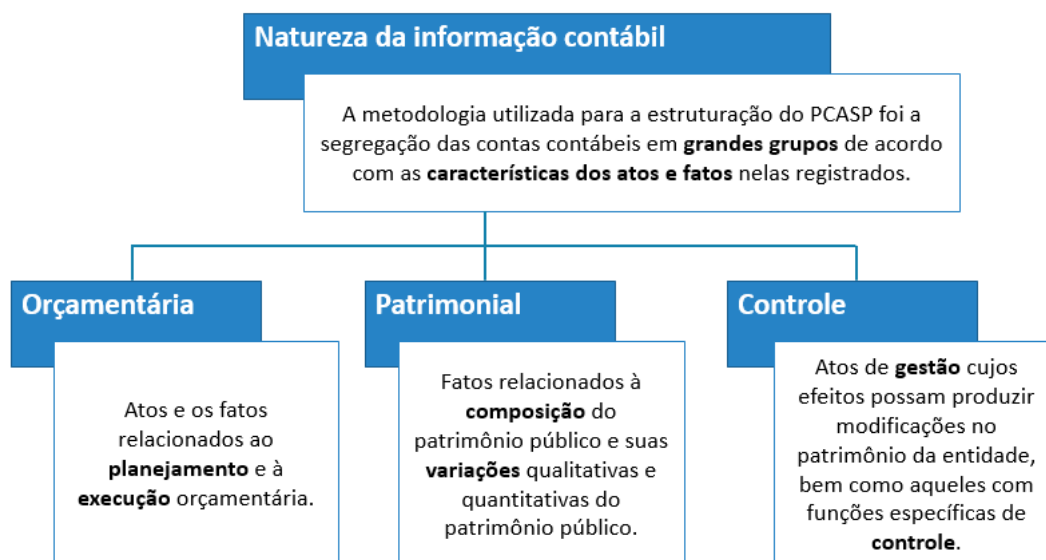 Natureza da informação contábil
A metodologia utilizada para a estruturação do PCASP foi a
segregação das contas contábeis em grandes grupos de acordo
com as características dos atos e fatos nelas registrados.
Orçamentária
Atos e os fatos
relacionados ao
planejamento e à
execução orçamentária.
Patrimonial
Fatos relacionados à
composição do
patrimônio público e suas
variações qualitativas e
quantitativas do
patrimônio público.
Controle
Atos de gestão cujos
efeitos possam produzir
modificações no
patrimônio da entidade,
bem como aqueles com
funções específicas de
controle.